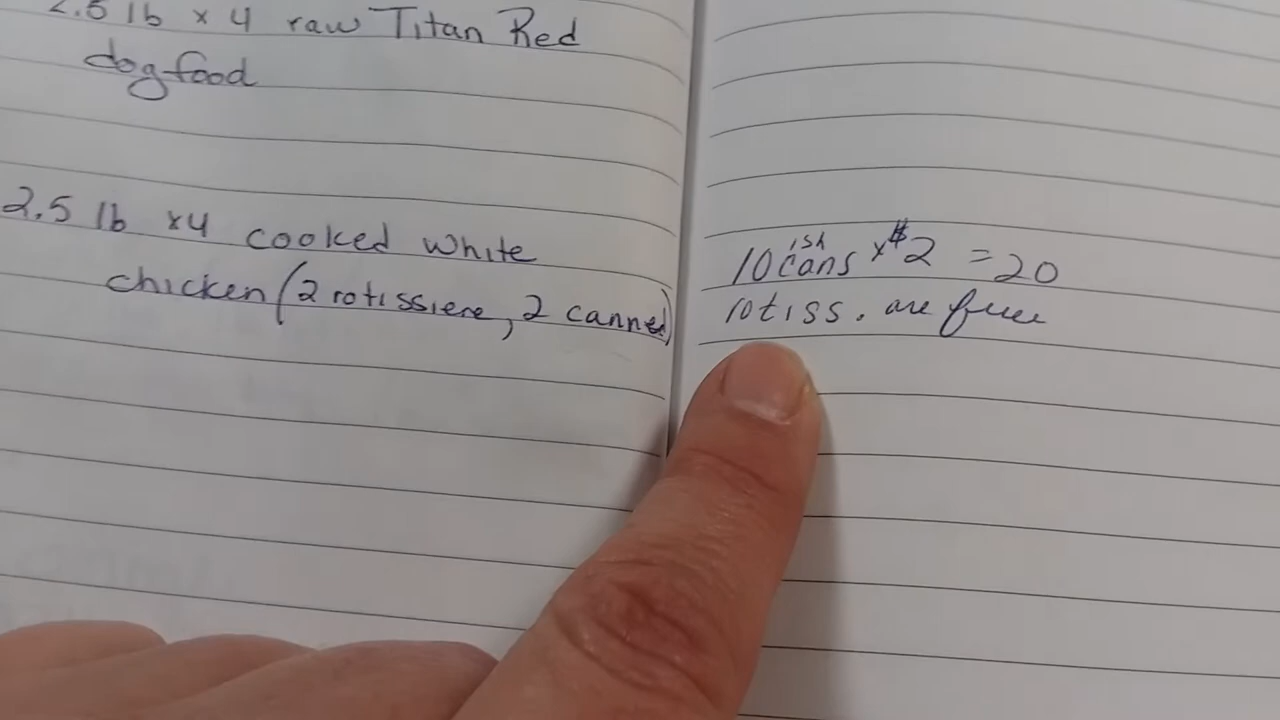 2.5 lb x 4 raw Titan Red
dog food
2.5 lb x4 cooked white
chicken (2 rotissiere, 2 canned)
10ish cans x $2 = 20
rotiss. are free